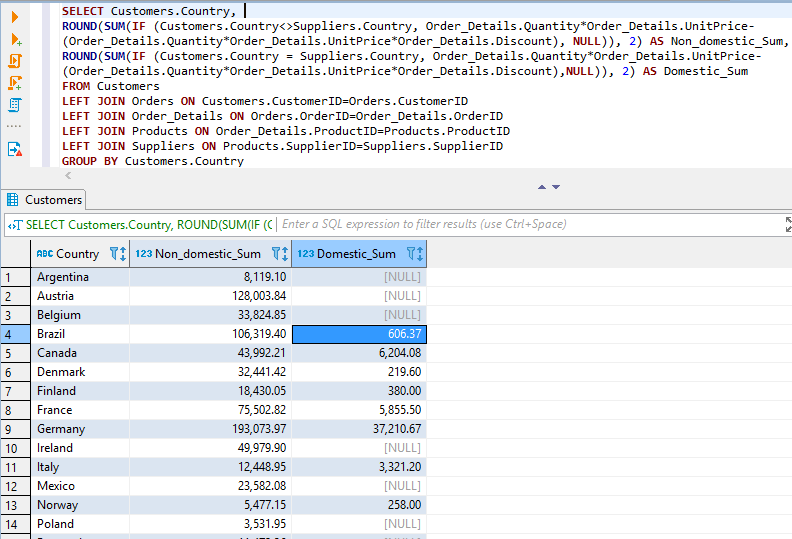 SELECT Customers.Country,
ROUND(SUM(IF (Customers.Country<>Suppliers.Country, Order_Details.Quantity*Order_Details.UnitPrice-
(Order_Details.Quantity*Order_Details.UnitPrice*Order_Details.Discount), NULL)), 2) AS Non_domestic_Sum,
ROUND(SUM(IF (Customers.Country = Suppliers.Country, Order_Details.Quantity*Order_Details.UnitPrice-
(Order_Details.Quantity*Order_Details.UnitPrice*Order_Details.Discount),NULL)), 2) AS Domestic_Sum
FROM Customers
LEFT JOIN Orders ON Customers.CustomerID=Orders.CustomerID
LEFT JOIN Order_Details ON Orders.OrderID=Order_Details.OrderID
LEFT JOIN Products ON Order_Details.ProductID=Products.ProductID
LEFT JOIN Suppliers ON Products.SupplierID=Suppliers.SupplierID
GROUP BY Customers.Country
Customers
SELECT Customers.Country, ROUND(SUM(IF (C Enter a SQL expression to filter results (use Ctrl+Space)
ABC Country 123 Non_domestic_Sum 123 Domestic_Sum
1 Argentina 8,119.10 [NULL]
2 Austria 128,003.84 [NULL]
3 Belgium 33,824.85 [NULL]
4 Brazil 106,319.40 606.37
5 Canada 43,992.21 6,204.08
6 Denmark 32,441.42 219.60
7 Finland 18,430.05 380.00
8 France 75,502.82 5,855.50
9 Germany 193,073.97 37,210.67
10 Ireland 49,979.90 [NULL]
11 Italy 12,448.95 3,321.20
12 Mexico 23,582.08 [NULL]
13 Norway 5,477.15 258.00
14 Poland 3,531.95 [NULL]